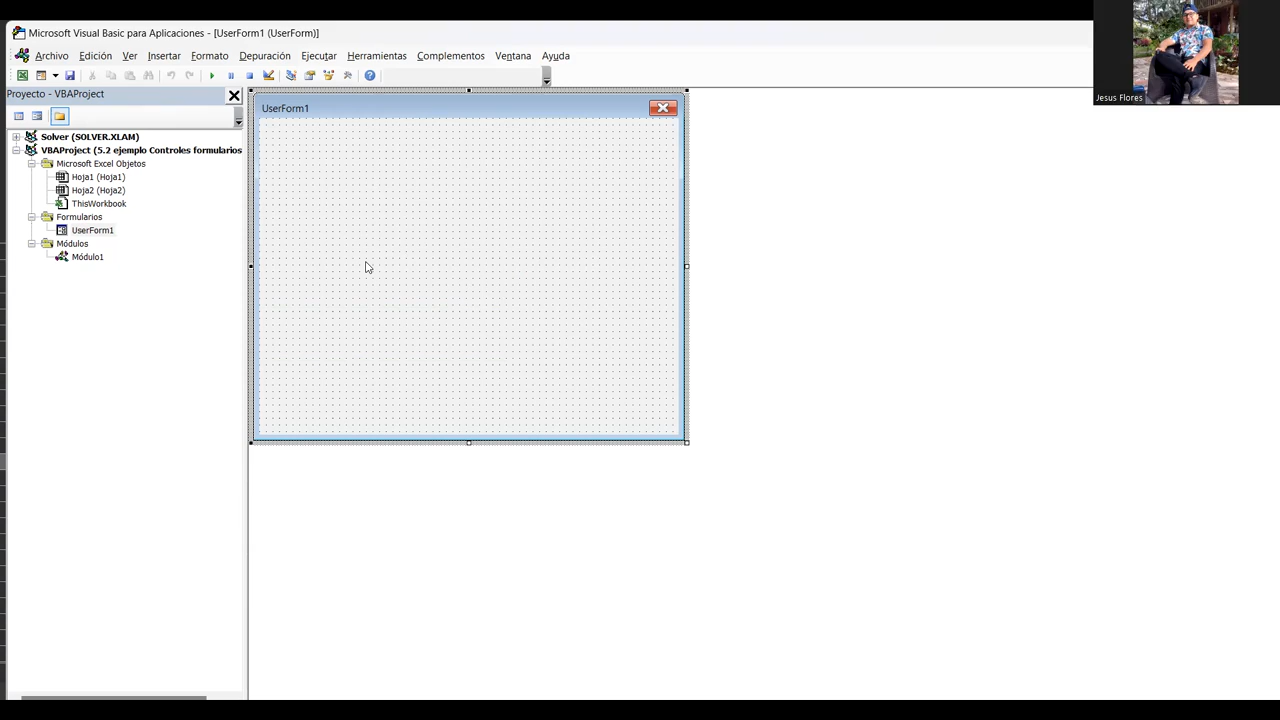 Microsoft Visual Basic para Aplicaciones - [UserForm1 (UserForm)]
Archivo Edición Ver Insertar Formato Depuración Ejecutar Herramientas Complementos Ventana Ayuda
Proyecto - VBAProject
Solver (SOLVER.XLAM)
VBAProject (5.2 ejemplo Controles formularios
Microsoft Excel Objetos
Hoja1 (Hoja1)
Hoja2 (Hoja2)
ThisWorkbook
Formularios
UserForm1
Módulos
Módulo1
UserForm1
Jesus Flores